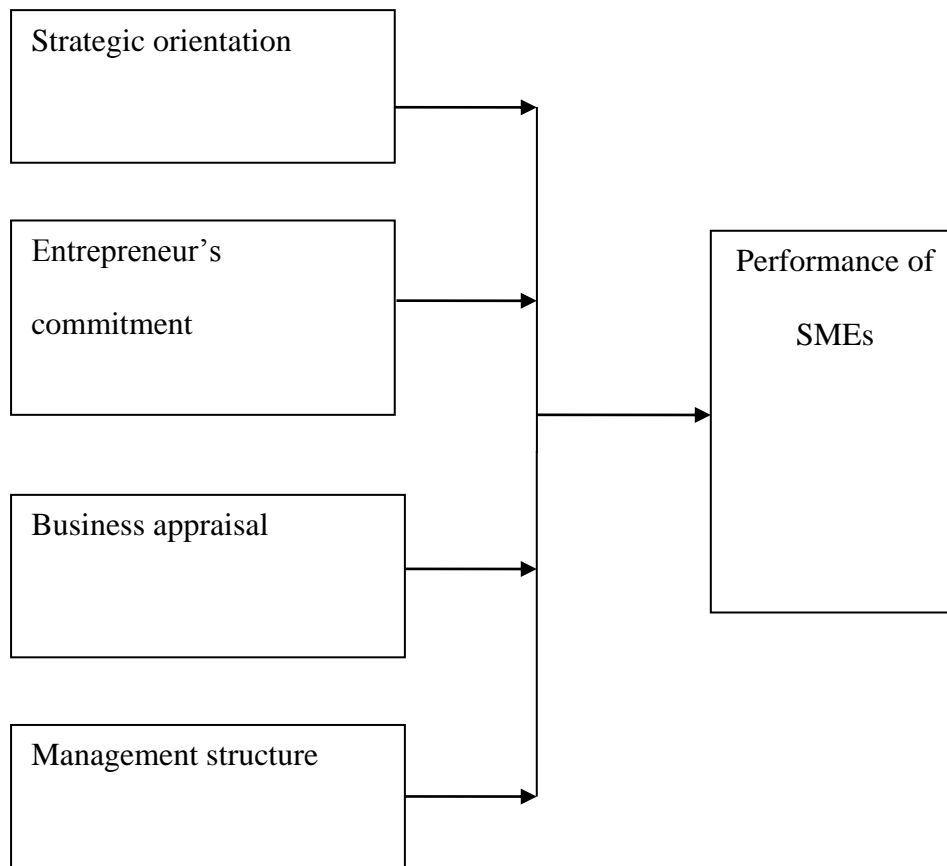 Strategic orientation
Entrepreneur’s
commitment
Performance of
SMEs
Business appraisal
Management structure